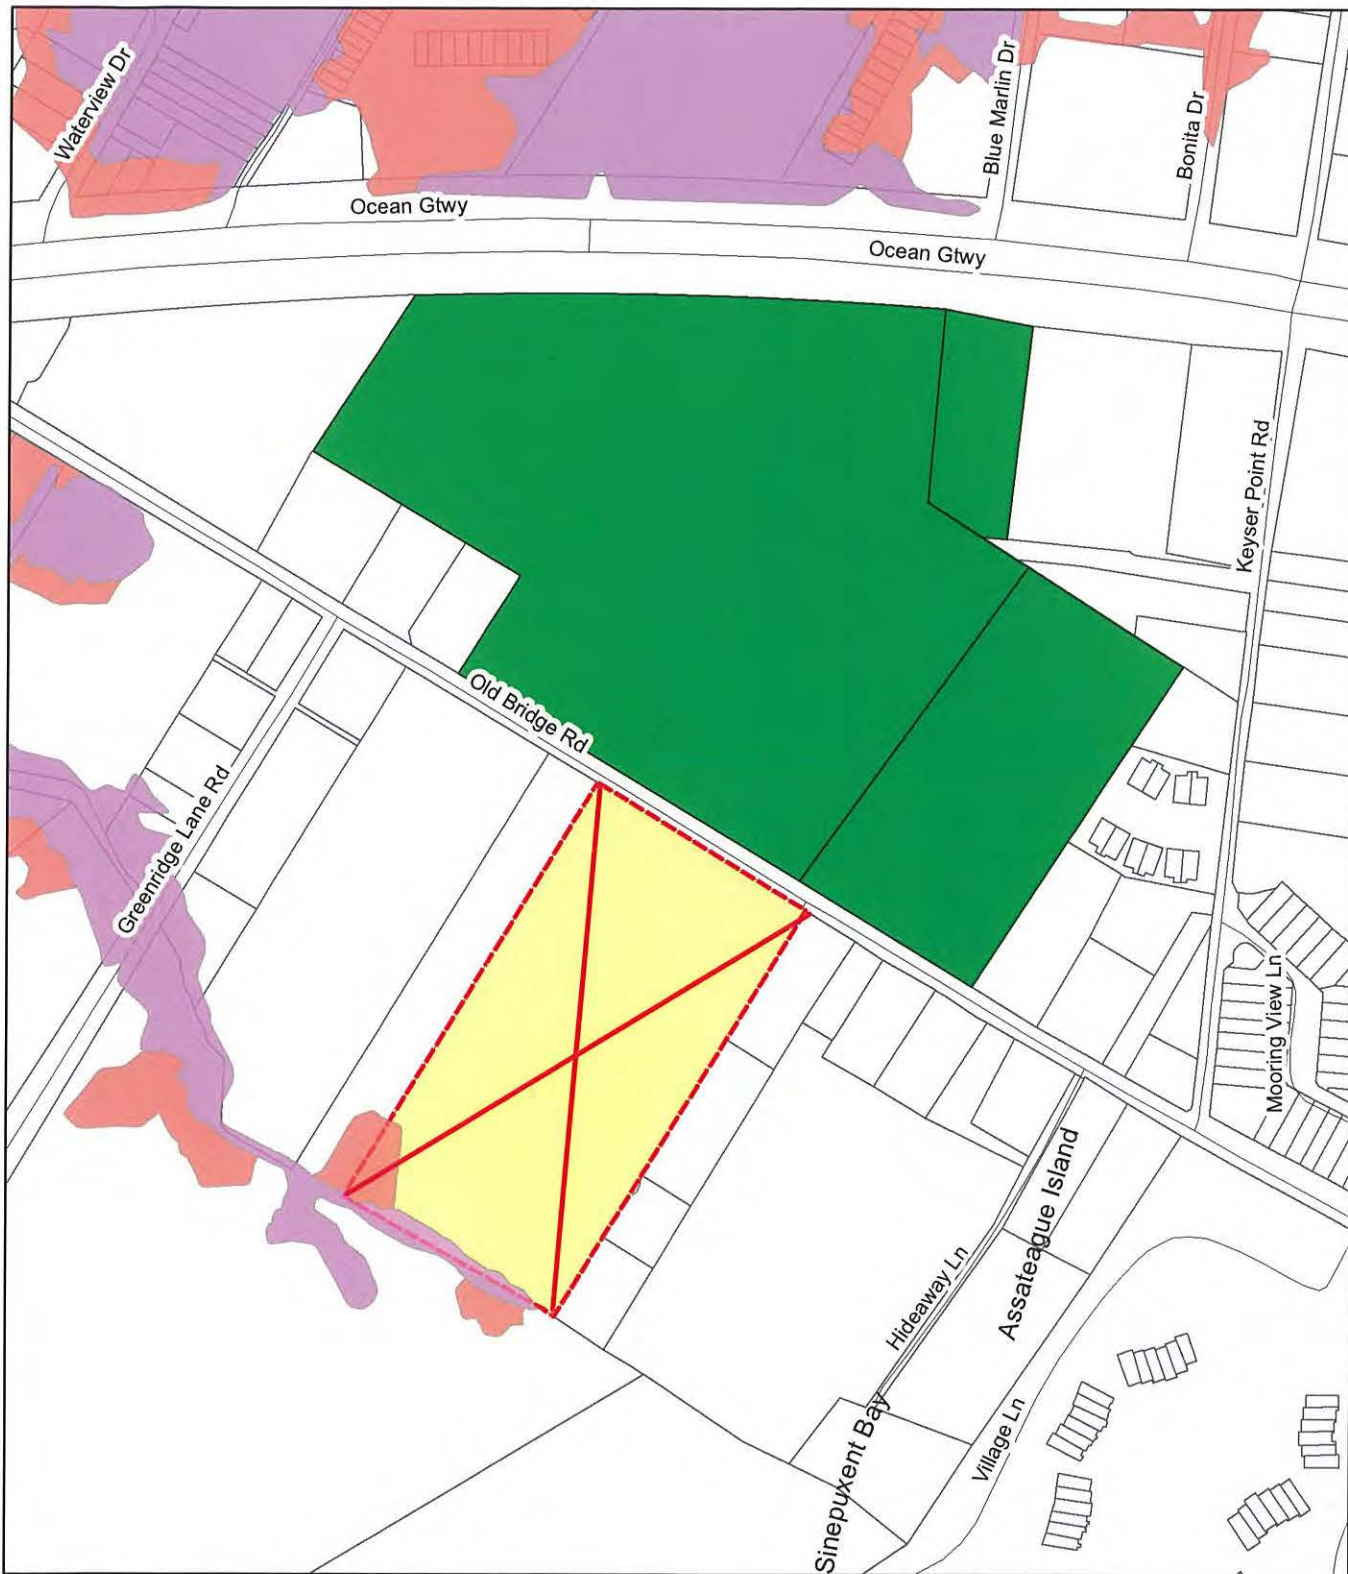 Waterview Dr
Blue Marlin Dr
Bonita Dr
Ocean Gtwy
Ocean Gtwy
Keyser Point Rd
Old Bridge Rd
Greenridge Lane Rd
Mooring View Ln
Assateague Island
Hideaway Ln
Village Ln
Sinepuxent Bay